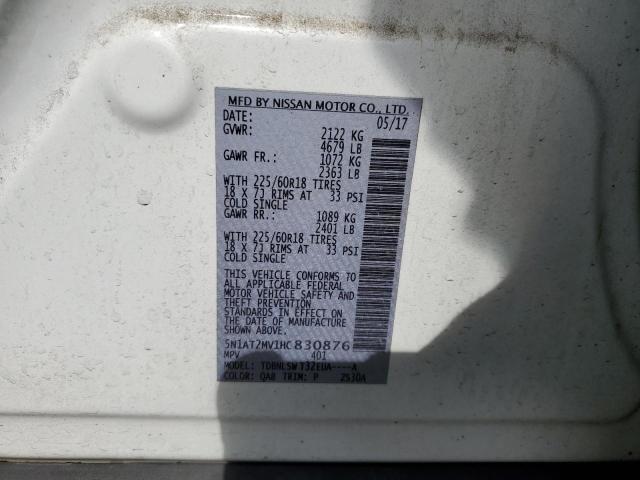 MFD BY NISSAN MOTOR CO., LTD.
DATE: 05/17
GVWR: 2122 KG
4679 LB
GAWR FR.: 1072 KG
2363 LB
WITH 225/60R18 TIRES
18 X 7J RIMS AT 33 PSI
COLD SINGLE
GAWR RR.: 1089 KG
2401 LB
WITH 225/60R18 TIRES
18 X 7J RIMS AT 33 PSI
COLD SINGLE
THIS VEHICLE CONFORMS TO
ALL APPLICABLE FEDERAL
MOTOR VEHICLE SAFETY AND
THEFT PREVENTION
STANDARDS IN EFFECT ON
THE DATE OF MANUFACTURE
SHOWN ABOVE.
5N1AT2MV1HC830876
MPV 401
MODEL: TDBNLSW T32EUA----A
COLOR: QAB TRIM: P 2530A